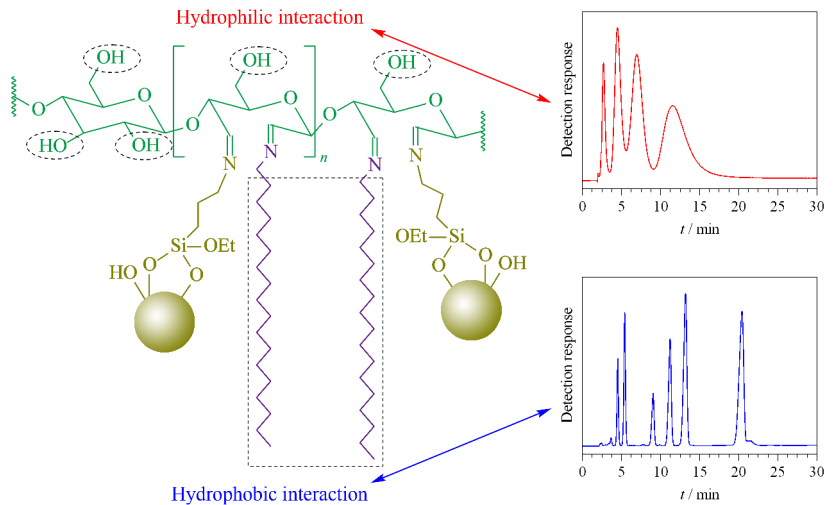 Hydrophilic interaction
OH
OH
OH
O
O
O
O
O
O
O
O
HO
OH
n
N
N
N
N
Si
OEt
O
O
HO
OEt
Si
O
O
OH
Hydrophobic interaction
Detection response
0 5 10 15 20 25 30
t / min
Detection response
0 5 10 15 20 25 30
t / min